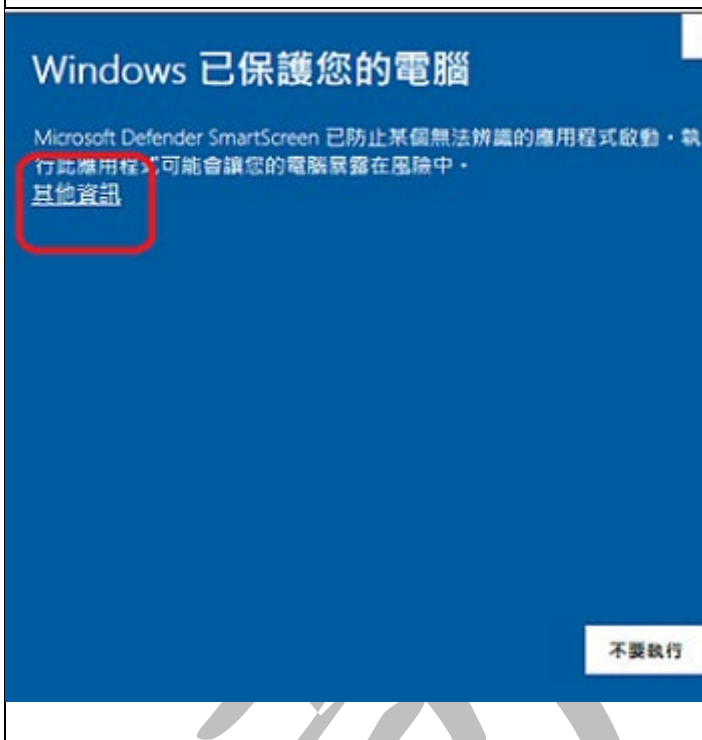 Windows 已保護您的電腦
Microsoft Defender SmartScreen 已防止某個無法辨識的應用程式啟動。執
行此應用程式可能會讓您的電腦暴露在風險中。
其他資訊
不要執行